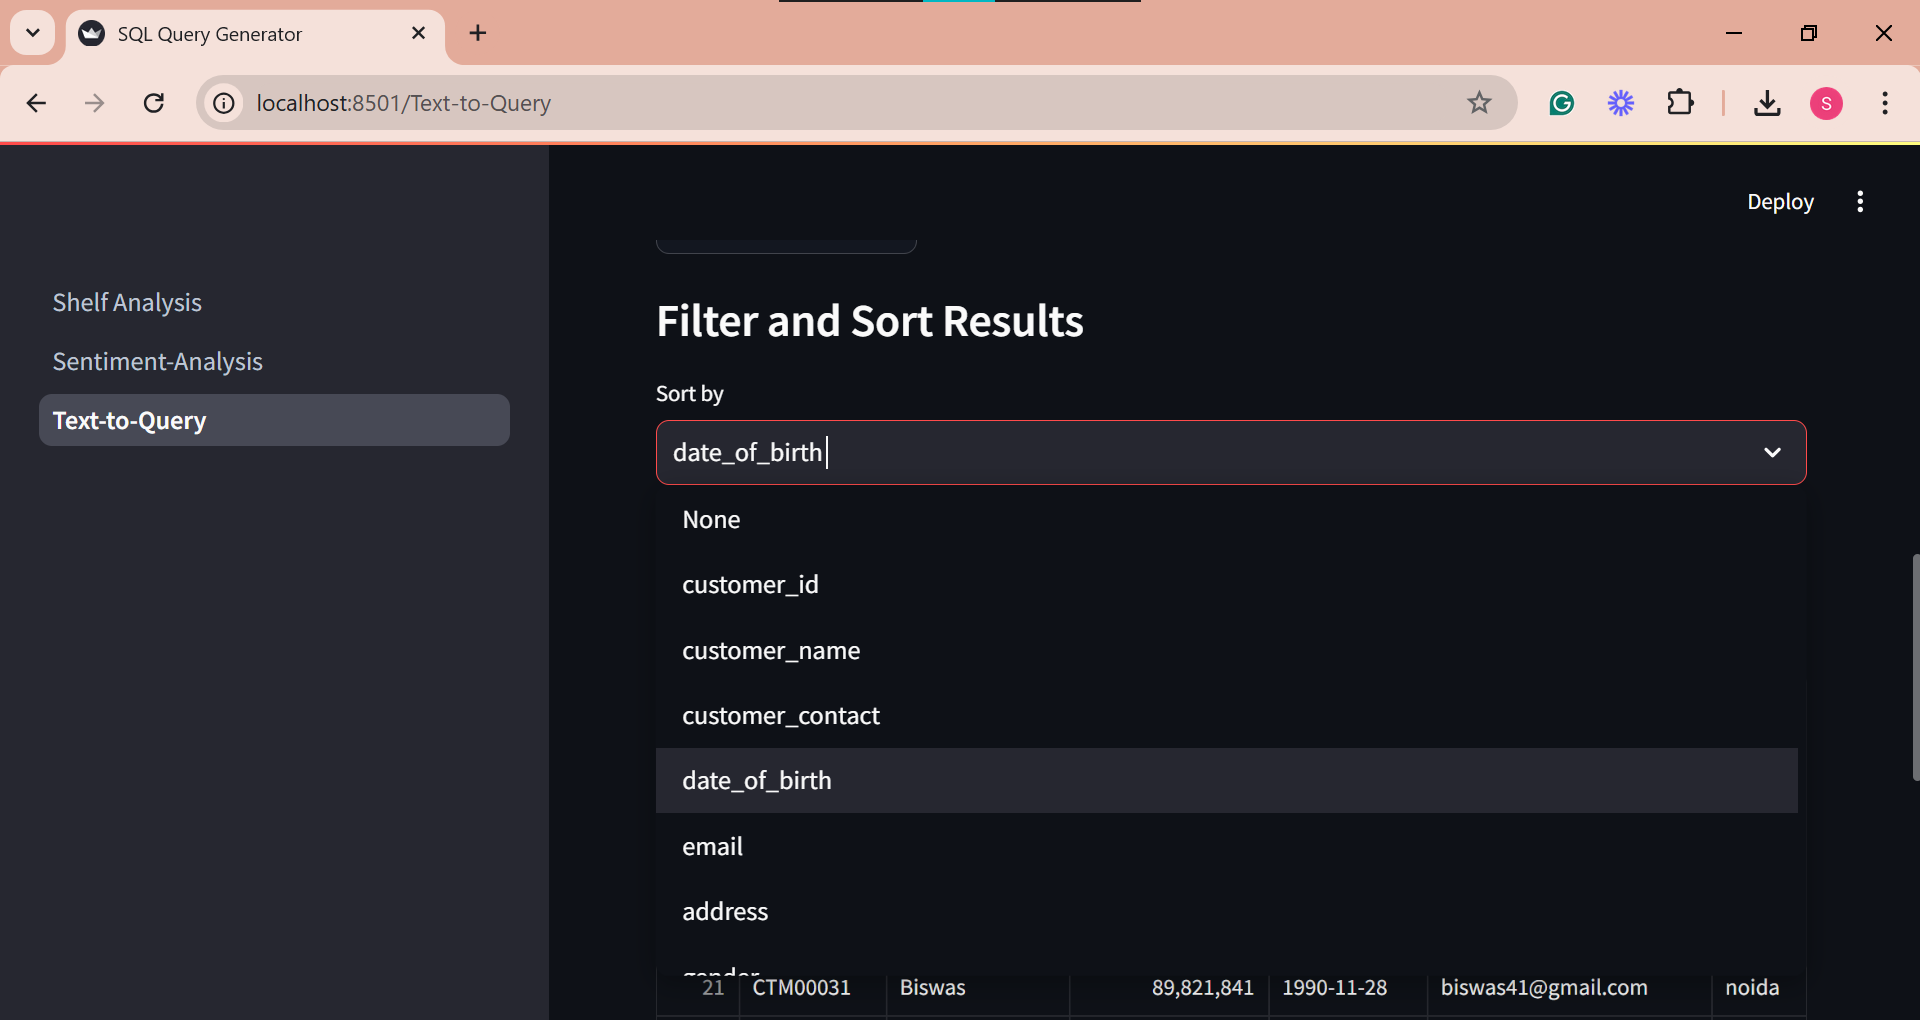 SQL Query Generator
localhost:8501/Text-to-Query
S
Deploy
Shelf Analysis
Sentiment-Analysis
Text-to-Query
Filter and Sort Results
Sort by
date_of_birth
None
customer_id
customer_name
customer_contact
date_of_birth
email
address
gender
21 CTM00031 Biswas 89,821,841 1990-11-28 biswas41@gmail.com noida